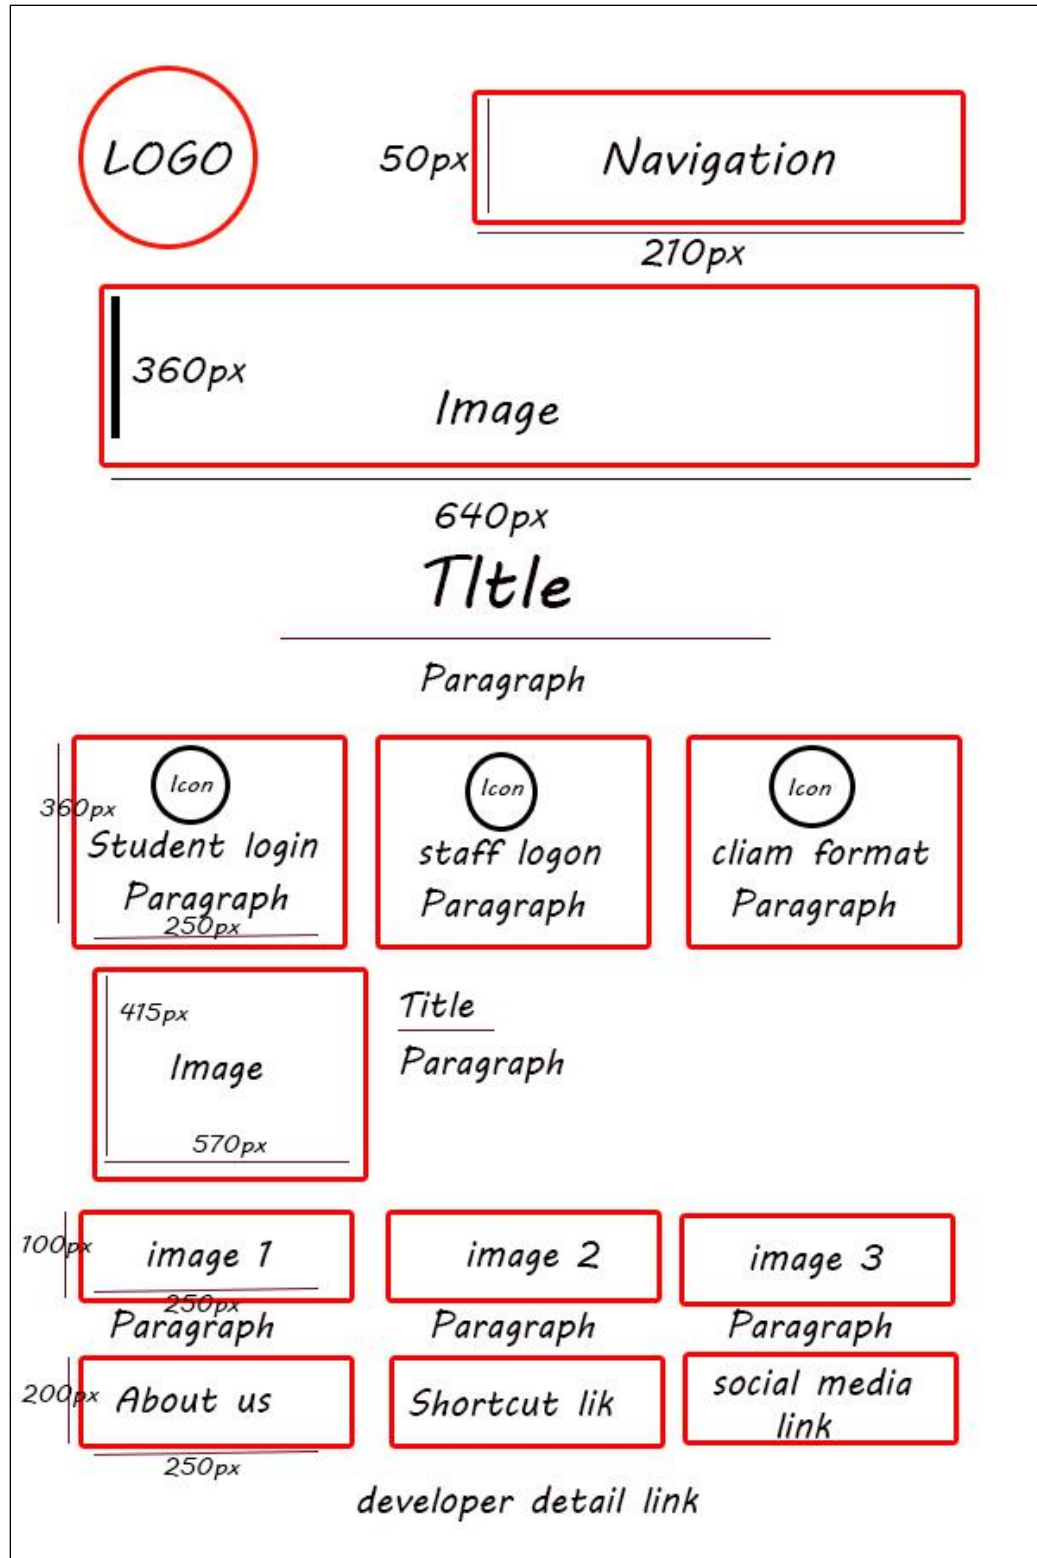 LOGO
50px
Navigation
210px
360px
Image
640px
TItle
Paragraph
Icon
360px
Student login
Paragraph
250px
Icon
staff logon
Paragraph
Icon
cliam format
Paragraph
415px
Image
570px
Title
Paragraph
100px
image 1
250px
Paragraph
image 2
Paragraph
image 3
Paragraph
200px
About us
250px
Shortcut lik
social media
link
developer detail link